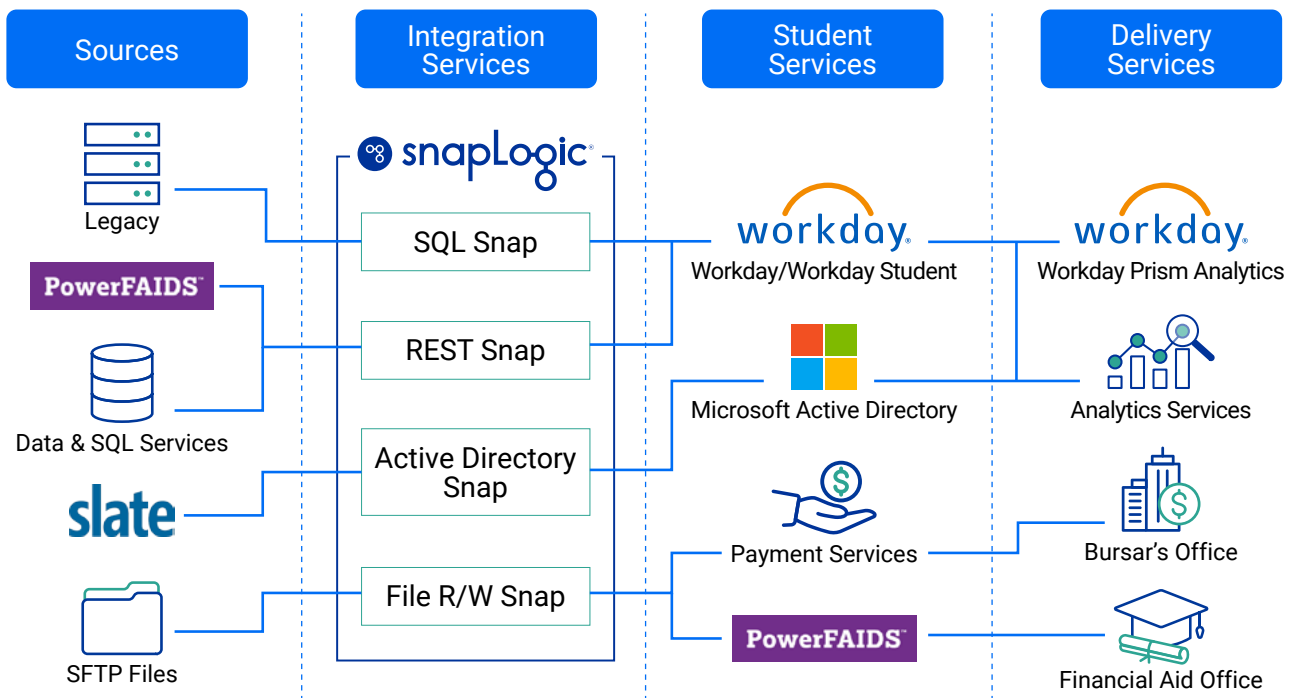 Sources
Integration
Services
Student
Services
Delivery
Services
snapLogic®
Legacy
SQL Snap
workday®
Workday/Workday Student
workday®
Workday Prism Analytics
PowerFAIDS™
REST Snap
Microsoft Active Directory
Analytics Services
Data & SQL Services
Active Directory
Snap
slate
$
Payment Services
$
Bursar's Office
File R/W Snap
SFTP Files
PowerFAIDS™
Financial Aid Office